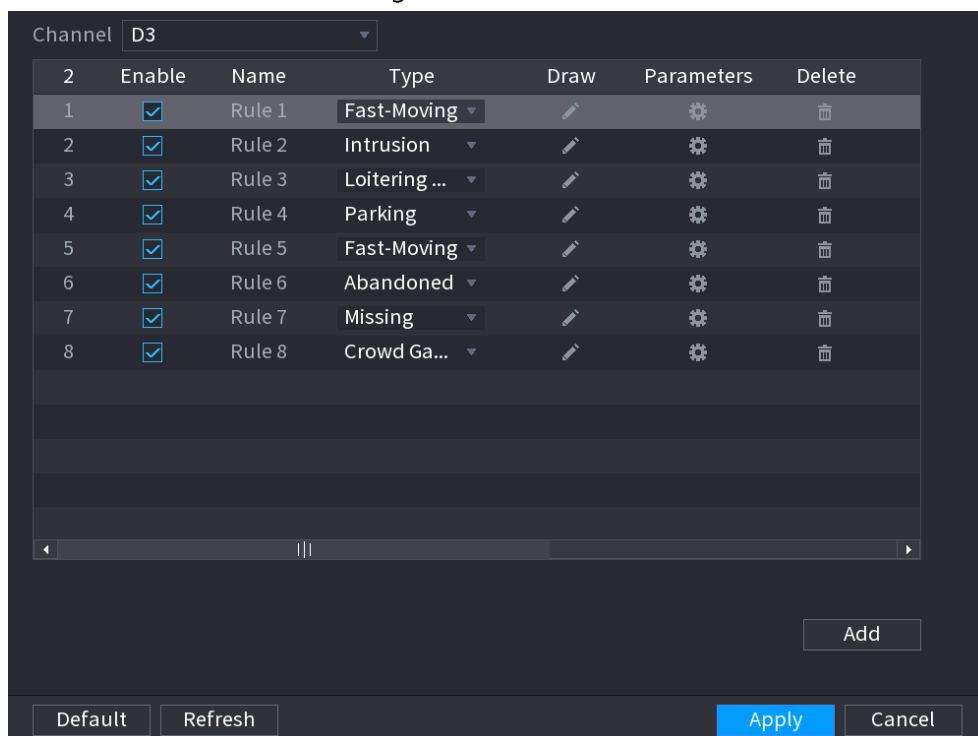 Channel D3
2 Enable Name Type Draw Parameters Delete
1 Rule 1 Fast-Moving
2 Rule 2 Intrusion
3 Rule 3 Loitering ...
4 Rule 4 Parking
5 Rule 5 Fast-Moving
6 Rule 6 Abandoned
7 Rule 7 Missing
8 Rule 8 Crowd Ga...
Add
Default Refresh Apply Cancel